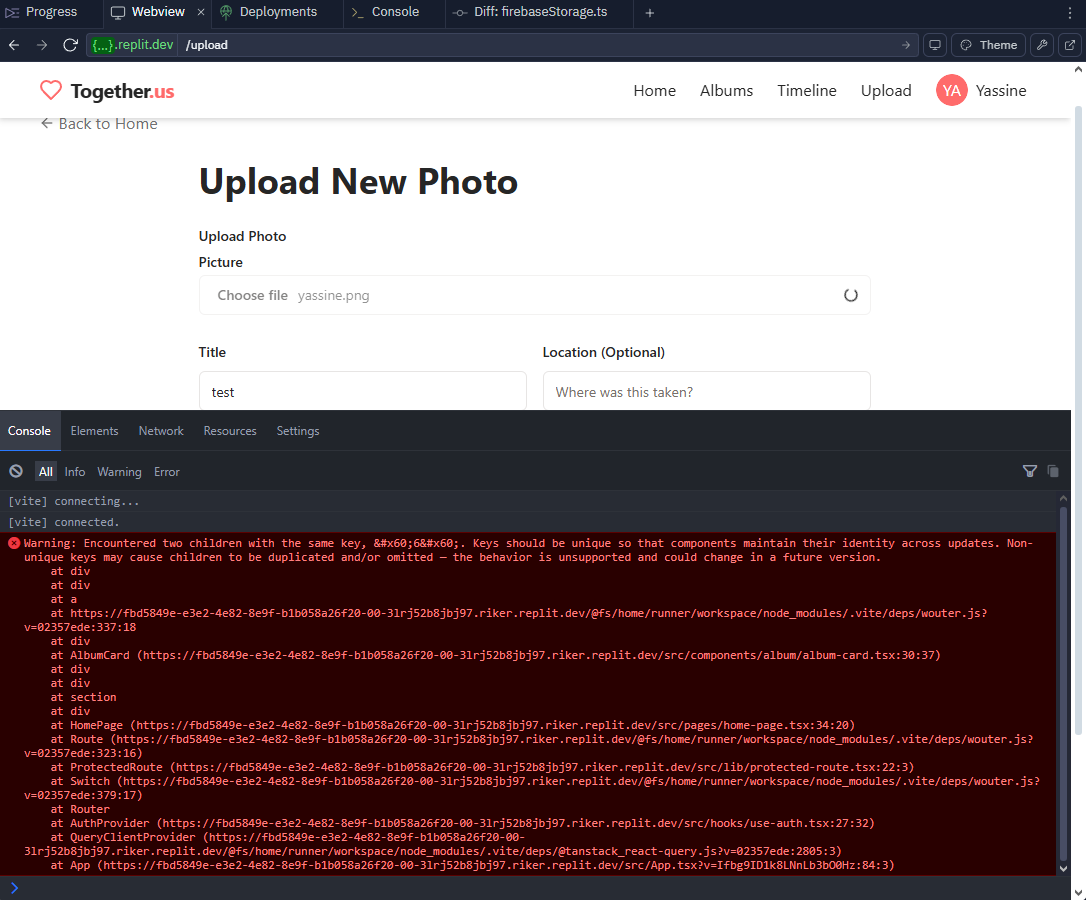 Progress Webview × Deployments Console Diff: firebaseStorage.ts +
{...}.replit.dev /upload Theme
Together.us Home Albums Timeline Upload YA Yassine
← Back to Home
Upload New Photo
Upload Photo
Picture
Choose file yassine.png
Title Location (Optional)
test Where was this taken?
Console Elements Network Resources Settings
All Info Warning Error
[vite] connecting...
[vite] connected.
Warning: Encountered two children with the same key, &#x60;6&#x60;. Keys should be unique so that components maintain their identity across updates. Non-
unique keys may cause children to be duplicated and/or omitted — the behavior is unsupported and could change in a future version.
at div
at div
at a
at https://fbd5849e-e3e2-4e82-8e9f-b1b058a26f20-00-3lrj52b8jbj97.riker.replit.dev/@fs/home/runner/workspace/node_modules/.vite/deps/wouter.js?
v=02357ede:337:18
at div
at AlbumCard (https://fbd5849e-e3e2-4e82-8e9f-b1b058a26f20-00-3lrj52b8jbj97.riker.replit.dev/src/components/album/album-card.tsx:30:37)
at div
at div
at section
at div
at HomePage (https://fbd5849e-e3e2-4e82-8e9f-b1b058a26f20-00-3lrj52b8jbj97.riker.replit.dev/src/pages/home-page.tsx:34:20)
at Route (https://fbd5849e-e3e2-4e82-8e9f-b1b058a26f20-00-3lrj52b8jbj97.riker.replit.dev/@fs/home/runner/workspace/node_modules/.vite/deps/wouter.js?
v=02357ede:323:16)
at ProtectedRoute (https://fbd5849e-e3e2-4e82-8e9f-b1b058a26f20-00-3lrj52b8jbj97.riker.replit.dev/src/lib/protected-route.tsx:22:3)
at Switch (https://fbd5849e-e3e2-4e82-8e9f-b1b058a26f20-00-3lrj52b8jbj97.riker.replit.dev/@fs/home/runner/workspace/node_modules/.vite/deps/wouter.js?
v=02357ede:379:17)
at Router
at AuthProvider (https://fbd5849e-e3e2-4e82-8e9f-b1b058a26f20-00-3lrj52b8jbj97.riker.replit.dev/src/hooks/use-auth.tsx:27:32)
at QueryClientProvider (https://fbd5849e-e3e2-4e82-8e9f-b1b058a26f20-00-
3lrj52b8jbj97.riker.replit.dev/@fs/home/runner/workspace/node_modules/.vite/deps/@tanstack_react-query.js?v=02357ede:2805:3)
at App (https://fbd5849e-e3e2-4e82-8e9f-b1b058a26f20-00-3lrj52b8jbj97.riker.replit.dev/src/App.tsx?v=Ifbg9ID1k8LNnLb3bO0Hz:84:3)